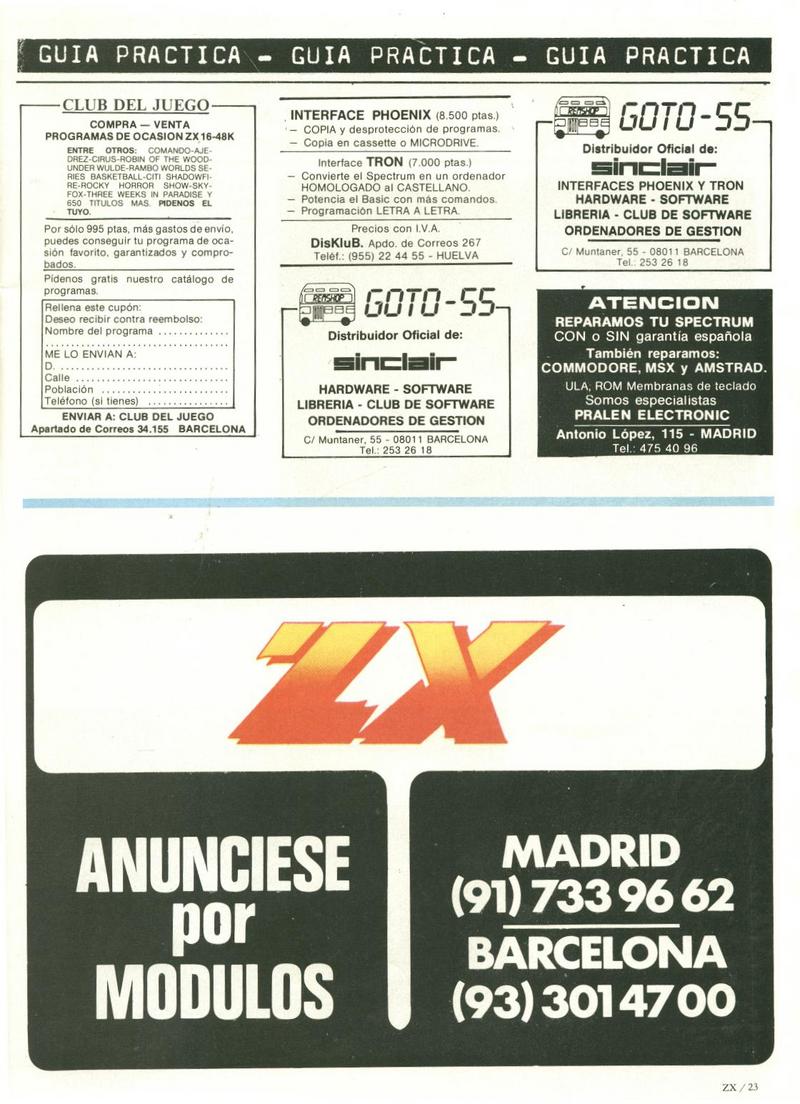 GUIA PRACTICA - GUIA PRACTICA - GUIA PRACTICA
CLUB DEL JUEGO
COMPRA — VENTA
PROGRAMAS DE OCASION ZX 16-48K
ENTRE OTROS: COMANDO-AJE-
DREZ-CIRUS-ROBIN OF THE WOOD-
UNDER WULDE-RAMBO WORLDS SE-
RIES BASKETBALL-CITI SHADOWFI-
RE-ROCKY HORROR SHOW-SKY-
FOX-THREE WEEKS IN PARADISE Y
650 TITULOS MAS. PIDENOS EL
TUYO.
Por sólo 995 ptas, más gastos de envío,
puedes conseguir tu programa de oca-
sión favorito, garantizados y compro-
bados.
Pídenos gratis nuestro catálogo de
programas.
Rellena este cupón:
Deseo recibir contra reembolso:
Nombre del programa ..............
ME LO ENVIAN A:
D. ..............
Calle ..............
Población ..............
Teléfono (si tienes) ..............
ENVIAR A: CLUB DEL JUEGO
Apartado de Correos 34.155 BARCELONA
INTERFACE PHOENIX (8.500 ptas.)
– COPIA y desprotección de programas.
– Copia en cassette o MICRODRIVE.
Interface TRON (7.000 ptas.)
– Convierte el Spectrum en un ordenador
HOMOLOGADO al CASTELLANO.
– Potencia el Basic con más comandos.
– Programación LETRA A LETRA.
Precios con I.V.A.
DisKluB. Apdo. de Correos 267
Teléf.: (955) 22 44 55 - HUELVA
REMSHOP GOTO-55
Distribuidor Oficial de:
sinclair
HARDWARE - SOFTWARE
LIBRERIA - CLUB DE SOFTWARE
ORDENADORES DE GESTION
C/ Muntaner, 55 - 08011 BARCELONA
Tel.: 253 26 18
REMSHOP GOTO-55
Distribuidor Oficial de:
sinclair
INTERFACES PHOENIX Y TRON
HARDWARE - SOFTWARE
LIBRERIA - CLUB DE SOFTWARE
ORDENADORES DE GESTION
C/ Muntaner, 55 - 08011 BARCELONA
Tel.: 253 26 18
ATENCION
REPARAMOS TU SPECTRUM
CON o SIN garantía española
También reparamos:
COMMODORE, MSX y AMSTRAD.
ULA, ROM Membranas de teclado
Somos especialistas
PRALEN ELECTRONIC
Antonio López, 115 - MADRID
Tel.: 475 40 96
ZX
ANUNCIESE
por
MODULOS
MADRID
(91) 733 96 62
BARCELONA
(93) 301 47 00
ZX / 23